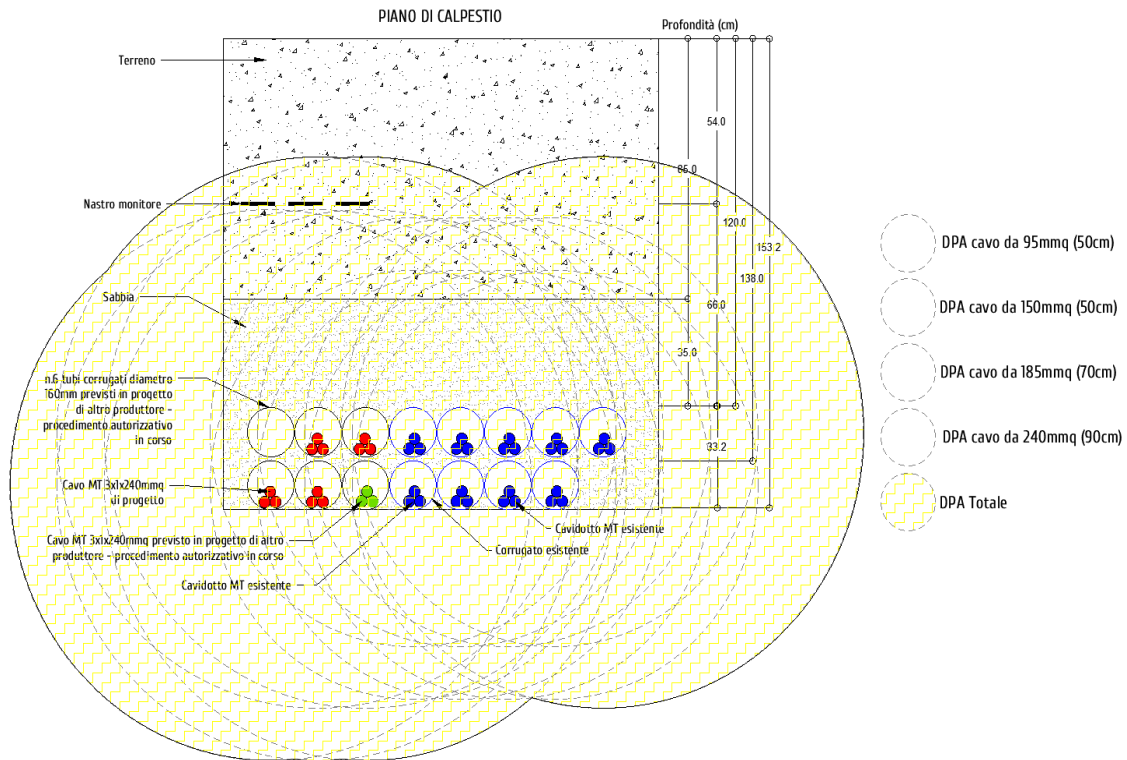 PIANO DI CALPESTIO
Profondità (cm)
Terreno
54.0
85.0
Nastro monitore
120.0
153.2
138.0
Sabbia
66.0
35.0
n.6 tubi corrugati diametro
160mm previsti in progetto
di altro produttore -
procedimento autorizzativo
in corso
33.2
Cavo MT 3x1x240mmq
di progetto
Cavo MT 3x1x240mmq previsto in progetto di altro
produttore - procedimento autorizzativo in corso
Cavidotto MT esistente
Corrugato esistente
Cavidotto MT esistente
DPA cavo da 95mmq (50cm)
DPA cavo da 150mmq (50cm)
DPA cavo da 185mmq (70cm)
DPA cavo da 240mmq (90cm)
DPA Totale